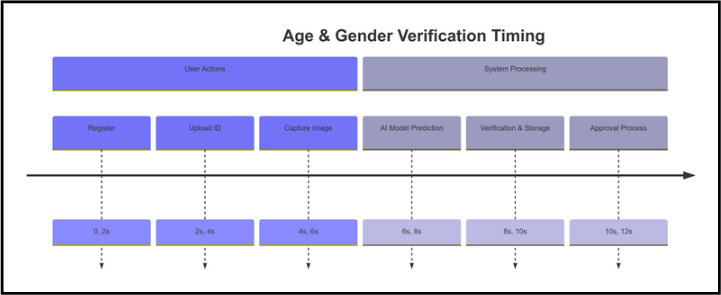 Age & Gender Verification Timing
User Actions
System Processing
Register
Upload ID
Capture Image
AI Model Prediction
Verification & Storage
Approval Process
0, 2s
2s, 4s
4s, 6s
6s, 8s
8s, 10s
10s, 12s